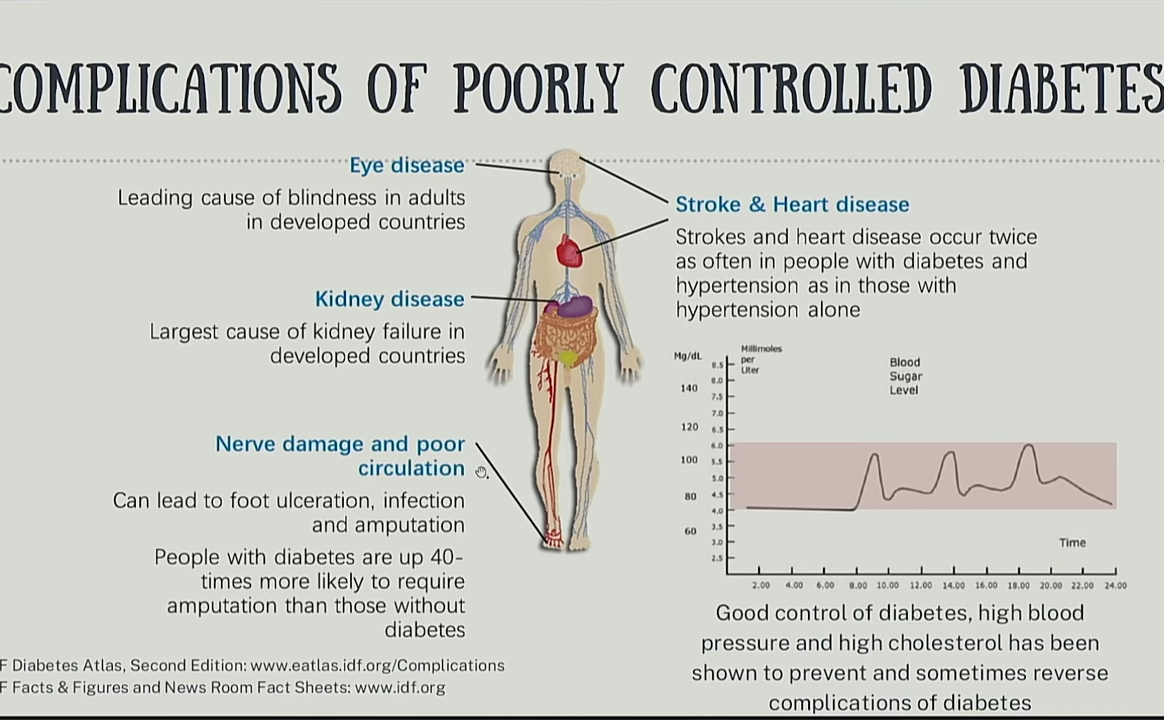 COMPLICATIONS OF POORLY CONTROLLED DIABETES
Eye disease
Leading cause of blindness in adults
in developed countries
Kidney disease
Largest cause of kidney failure in
developed countries
Nerve damage and poor
circulation
Can lead to foot ulceration, infection
and amputation
People with diabetes are up 40-
times more likely to require
amputation than those without
diabetes
F Diabetes Atlas, Second Edition: www.eatlas.idf.org/Complications
F Facts & Figures and News Room Fact Sheets: www.idf.org
Stroke & Heart disease
Strokes and heart disease occur twice
as often in people with diabetes and
hypertension as in those with
hypertension alone
Mg/dL
140
120
100
80
60
Millimoles
per
Liter
8.5
8.0
7.5
7.0
6.5
6.0
5.5
5.0
4.5
4.0
3.5
3.0
2.5
Blood
Sugar
Level
Time
2.00 4.00 6.00 8.00 10.00 12.00 14.00 16.00 18.00 20.00 22.00 24.00
Good control of diabetes, high blood
pressure and high cholesterol has been
shown to prevent and sometimes reverse
complications of diabetes